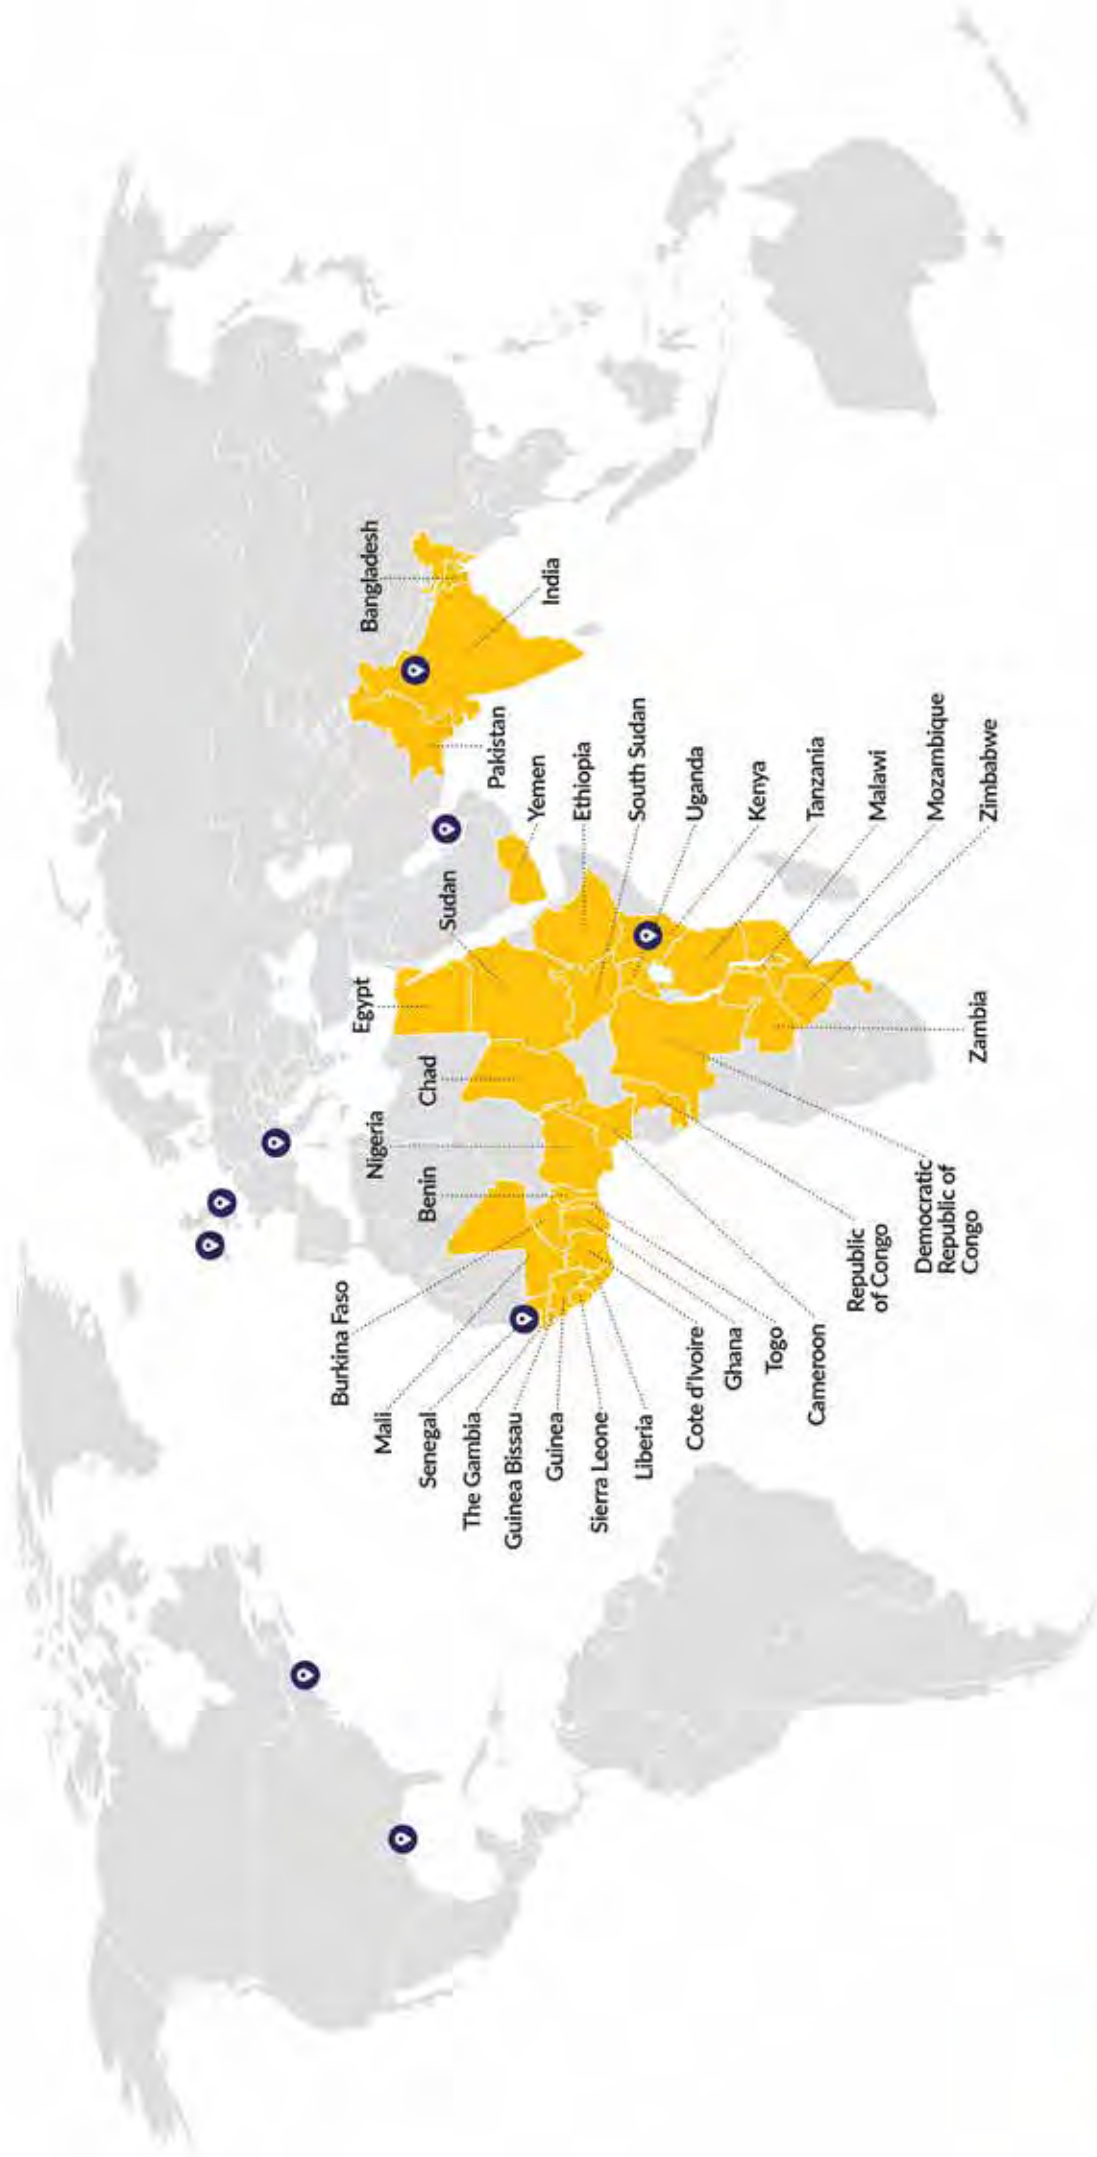 Burkina Faso
Mali
Senegal
The Gambia
Guinea Bissau
Guinea
Sierra Leone
Liberia
Cote d'Ivoire
Ghana
Togo
Cameroon
Republic
of Congo
Democratic
Republic of
Congo
Nigeria
Benin
Chad
Egypt
Sudan
Bangladesh
India
Pakistan
Yemen
Ethiopia
South Sudan
Uganda
Kenya
Tanzania
Malawi
Mozambique
Zimbabwe
Zambia